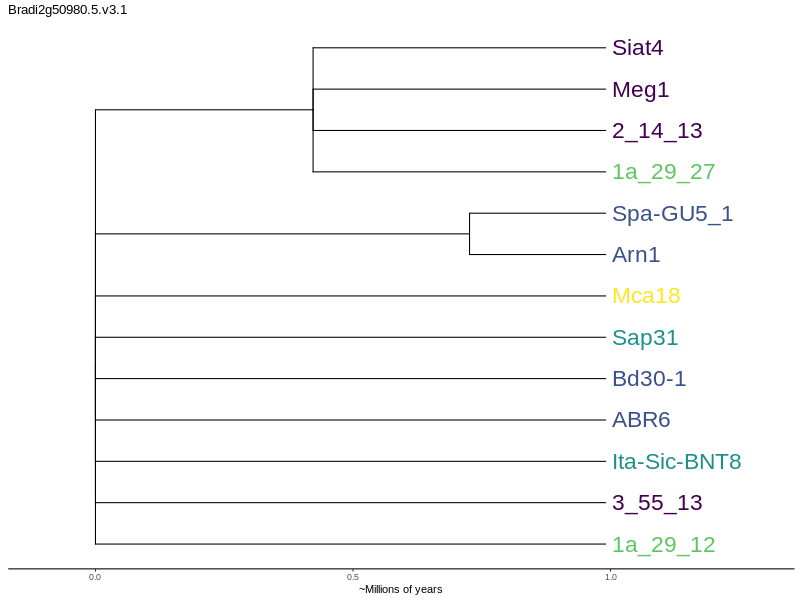 Bradi2g50980.5.v3.1
Siat4
Meg1
2_14_13
1a_29_27
Spa-GU5_1
Arn1
Mca18
Sap31
Bd30-1
ABR6
Ita-Sic-BNT8
3_55_13
1a_29_12
0.0 0.5 1.0
~Millions of years